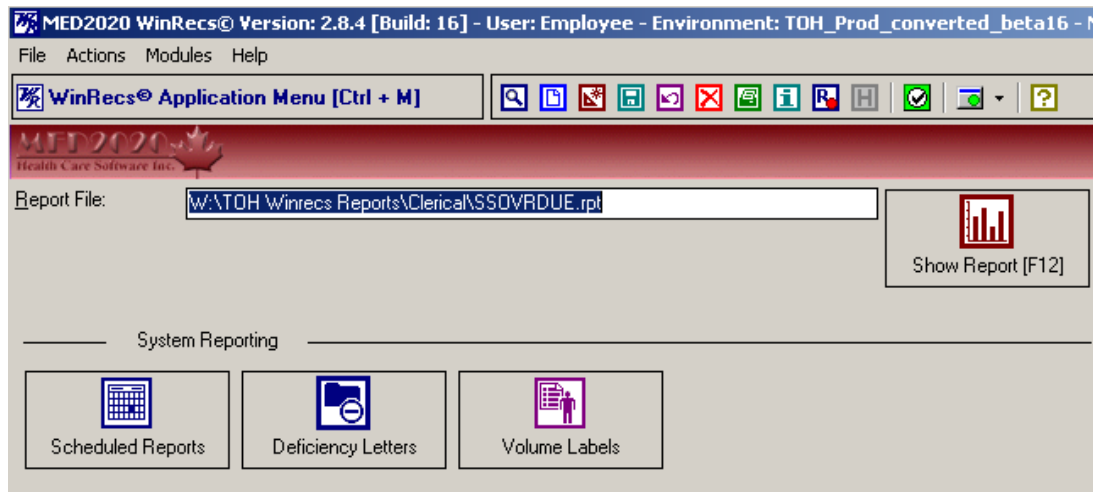 MED2020 WinRecs© Version: 2.8.4 [Build: 16] - User: Employee - Environment: TOH_Prod_converted_beta16 -
File Actions Modules Help
WinRecs© Application Menu [Ctrl + M]
MED2020
Health Care Software Inc.
Report File: W:\TOH Winrecs Reports\Clerical\SSOVRDUE.rpt
Show Report [F12]
System Reporting
Scheduled Reports Deficiency Letters Volume Labels